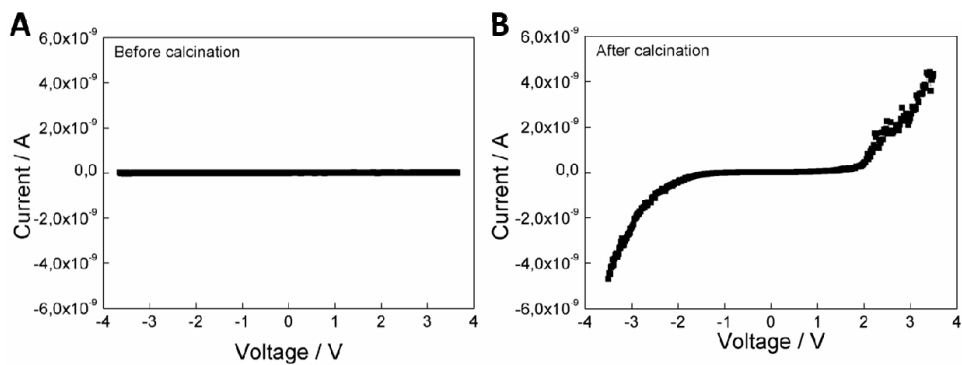 A
Before calcination
6,0x10⁻⁹
4,0x10⁻⁹
2,0x10⁻⁹
0,0
-2,0x10⁻⁹
-4,0x10⁻⁹
-6,0x10⁻⁹
Current / A
-4 -3 -2 -1 0 1 2 3 4
Voltage / V
B
After calcination
6,0x10⁻⁹
4,0x10⁻⁹
2,0x10⁻⁹
0,0
-2,0x10⁻⁹
-4,0x10⁻⁹
-6,0x10⁻⁹
Current / A
-4 -3 -2 -1 0 1 2 3 4
Voltage / V